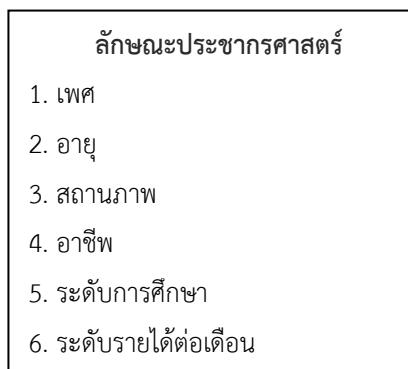 ลักษณะประชากรศาสตร์
1. เพศ
2. อายุ
3. สถานภาพ
4. อาชีพ
5. ระดับการศึกษา
6. ระดับรายได้ต่อเดือน